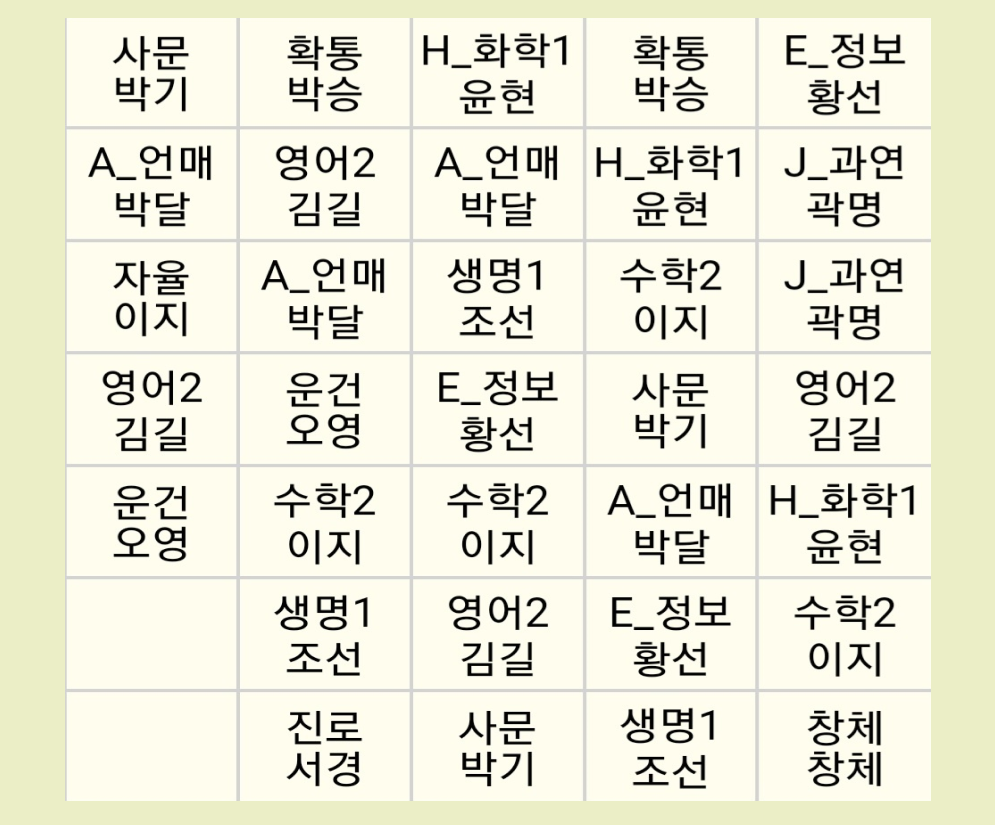 사문
박기
확통
박승
H_화학1
윤현
확통
박승
E_정보
황선
A_언매
박달
영어2
김길
A_언매
박달
H_화학1
윤현
J_과연
곽명
자율
이지
A_언매
박달
생명1
조선
수학2
이지
J_과연
곽명
영어2
김길
운건
오영
E_정보
황선
사문
박기
영어2
김길
운건
오영
수학2
이지
수학2
이지
A_언매
박달
H_화학1
윤현
생명1
조선
영어2
김길
E_정보
황선
수학2
이지
진로
서경
사문
박기
생명1
조선
창체
창체